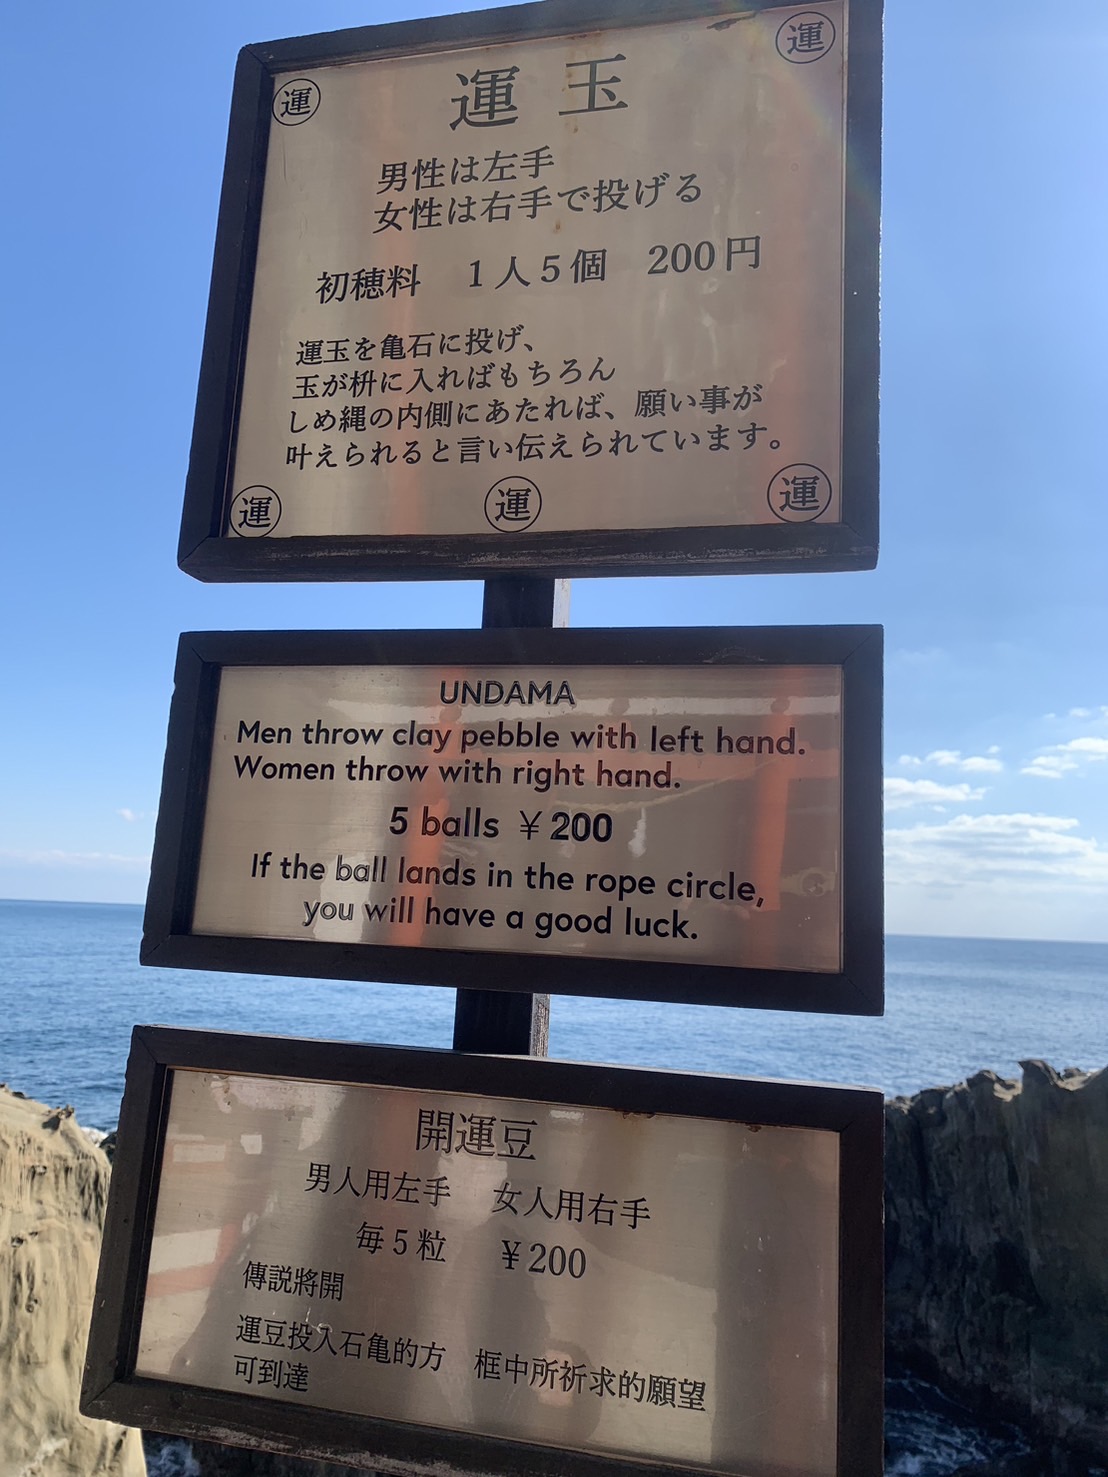 運 運
運玉
男性は左手
女性は右手で投げる
初穂料 1人5個 200円
運玉を亀石に投げ、
玉が枡に入ればもちろん
しめ縄の内側にあたれば、願い事が
叶えられると言い伝えられています。
運 運 運
UNDAMA
Men throw clay pebble with left hand.
Women throw with right hand.
5 balls ¥200
If the ball lands in the rope circle,
you will have a good luck.
開運豆
男人用左手 女人用右手
毎5粒 ¥200
傳説將開
運豆投入石亀的方 框中所祈求的願望
可到達